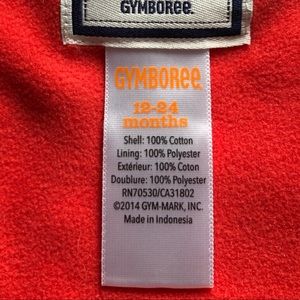 GYMBOREE.
GYMBOREE.
12-24
months
Shell: 100% Cotton
Lining: 100% Polyester
Extérieur: 100% Coton
Doublure: 100% Polyester
RN70530/CA31802
©2014 GYM-MARK, INC.
Made in Indonesia